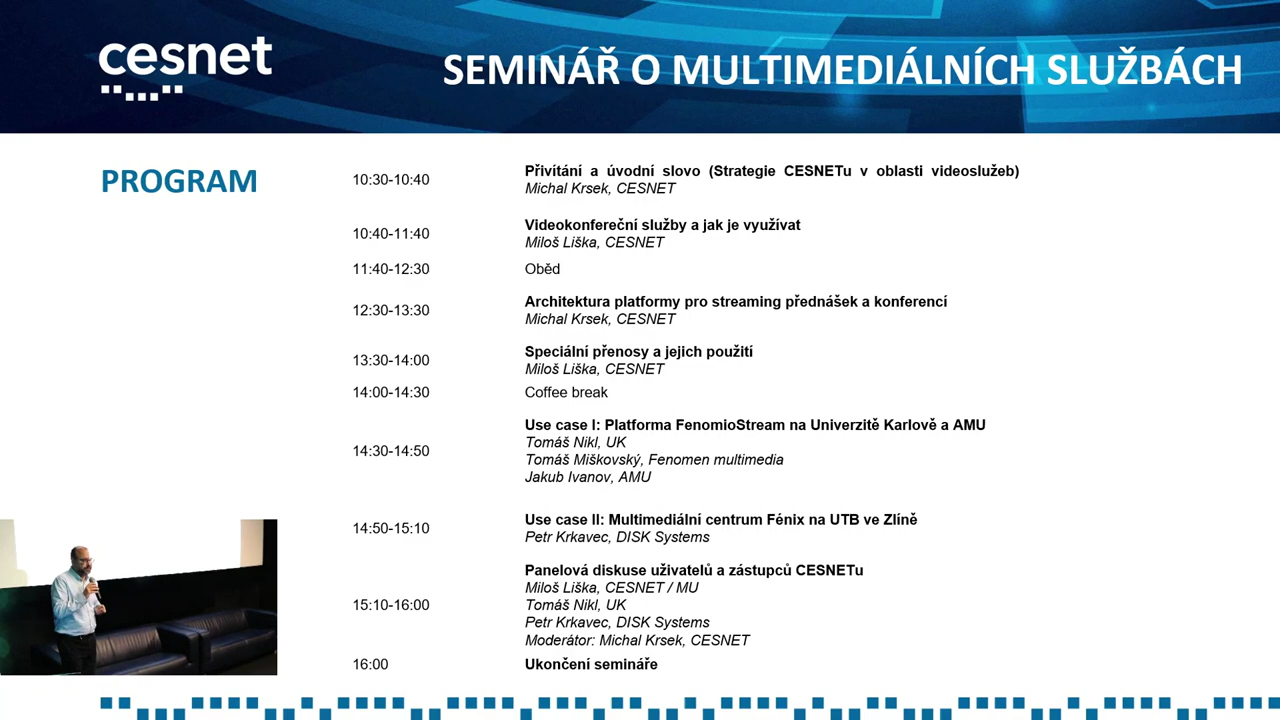 cesnet
SEMINÁŘ O MULTIMEDIÁLNÍCH SLUŽBÁCH
PROGRAM
10:30-10:40
Přivítání a úvodní slovo (Strategie CESNETu v oblasti videoslužeb)
Michal Krsek, CESNET
10:40-11:40
Videokonfereční služby a jak je využívat
Miloš Liška, CESNET
11:40-12:30
Oběd
12:30-13:30
Architektura platformy pro streaming přednášek a konferencí
Michal Krsek, CESNET
13:30-14:00
Speciální přenosy a jejich použití
Miloš Liška, CESNET
14:00-14:30
Coffee break
14:30-14:50
Use case I: Platforma FenomioStream na Univerzitě Karlově a AMU
Tomáš Nikl, UK
Tomáš Miškovský, Fenomen multimedia
Jakub Ivanov, AMU
14:50-15:10
Use case II: Multimediální centrum Fénix na UTB ve Zlíně
Petr Krkavec, DISK Systems
15:10-16:00
Panelová diskuse uživatelů a zástupců CESNETu
Miloš Liška, CESNET / MU
Tomáš Nikl, UK
Petr Krkavec, DISK Systems
Moderátor: Michal Krsek, CESNET
16:00
Ukončení semináře